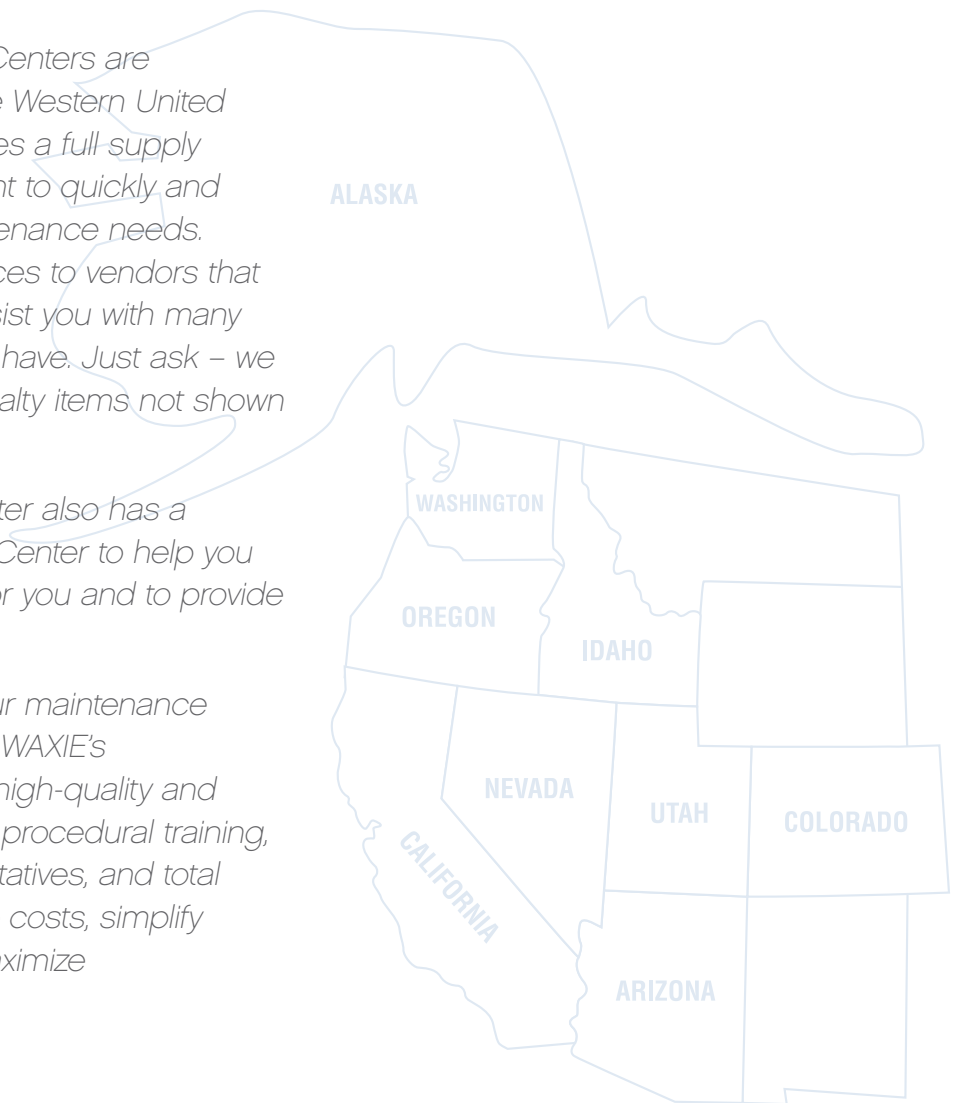 Centers are
Western United
es a full supply
nt to quickly and
enance needs.
ces to vendors that
sist you with many
have. Just ask – we
alty items not shown
ter also has a
Center to help you
or you and to provide
ur maintenance
WAXIE's
high-quality and
procedural training,
tatives, and total
costs, simplify
aximize
ALASKA
WASHINGTON
OREGON
IDAHO
NEVADA
UTAH
COLORADO
CALIFORNIA
ARIZONA